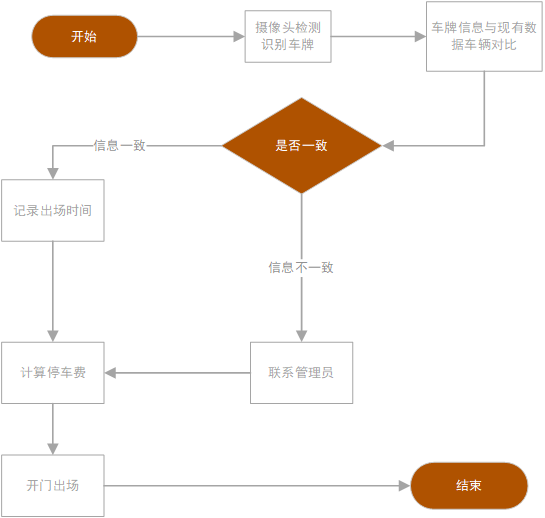 开始
摄像头检测
识别车牌
车牌信息与现有数
据车辆对比
是否一致
信息一致
记录出场时间
信息不一致
计算停车费
联系管理员
开门出场
结束